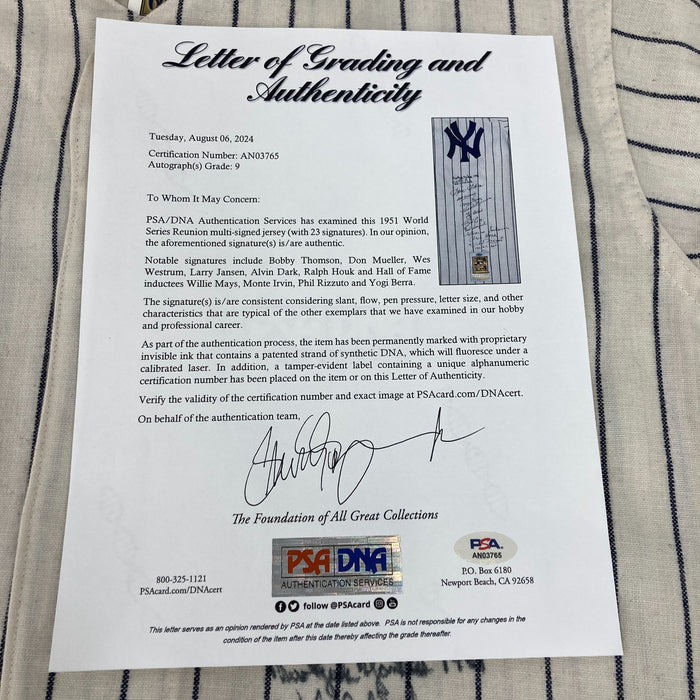 Letter of Grading and
Authenticity
Tuesday, August 06, 2024
Certification Number: AN03765
Autograph(s) Grade: 9
NY
To Whom It May Concern:
PSA/DNA Authentication Services has examined this 1951 World
Series Reunion multi-signed jersey (with 23 signatures). In our opinion,
the aforementioned signature(s) is/are authentic.
Notable signatures include Bobby Thomson, Don Mueller, Wes
Westrum, Larry Jansen, Alvin Dark, Ralph Houk and Hall of Fame
inductees Willie Mays, Monte Irvin, Phil Rizzuto and Yogi Berra.
The signature(s) is/are consistent considering slant, flow, pen pressure, letter size, and other
characteristics that are typical of the other exemplars that we have examined in our hobby
and professional career.
As part of the authentication process, the item has been permanently marked with proprietary
invisible ink that contains a patented strand of synthetic DNA, which will fluoresce under a
calibrated laser. In addition, a tamper-evident label containing a unique alphanumeric
certification number has been placed on the item or on this Letter of Authenticity.
Verify the validity of the certification number and exact image at PSAcard.com/DNAcert.
On behalf of the authentication team,
The Foundation of All Great Collections
800-325-1121
PSAcard.com/DNAcert
PSA DNA
AUTHENTICATION SERVICES
follow @PSAcard
PSA
AN03765
P.O. Box 6180
Newport Beach, CA 92658
This letter serves as an opinion rendered by PSA at the date listed above. PSA is not responsible for any changes in the
condition of the item after this date thereby affecting the grade thereafter.